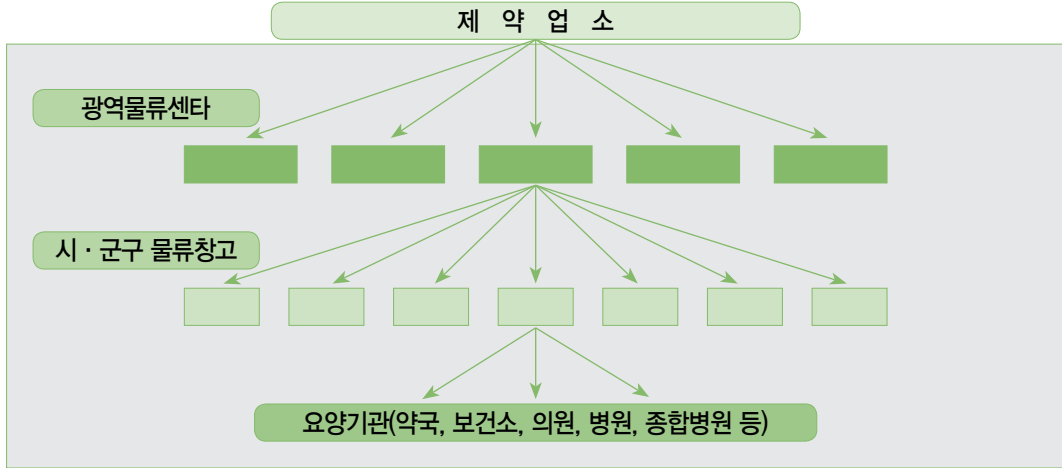 제 약 업 소
광역물류센타
시 · 군구 물류창고
요양기관(약국, 보건소, 의원, 병원, 종합병원 등)